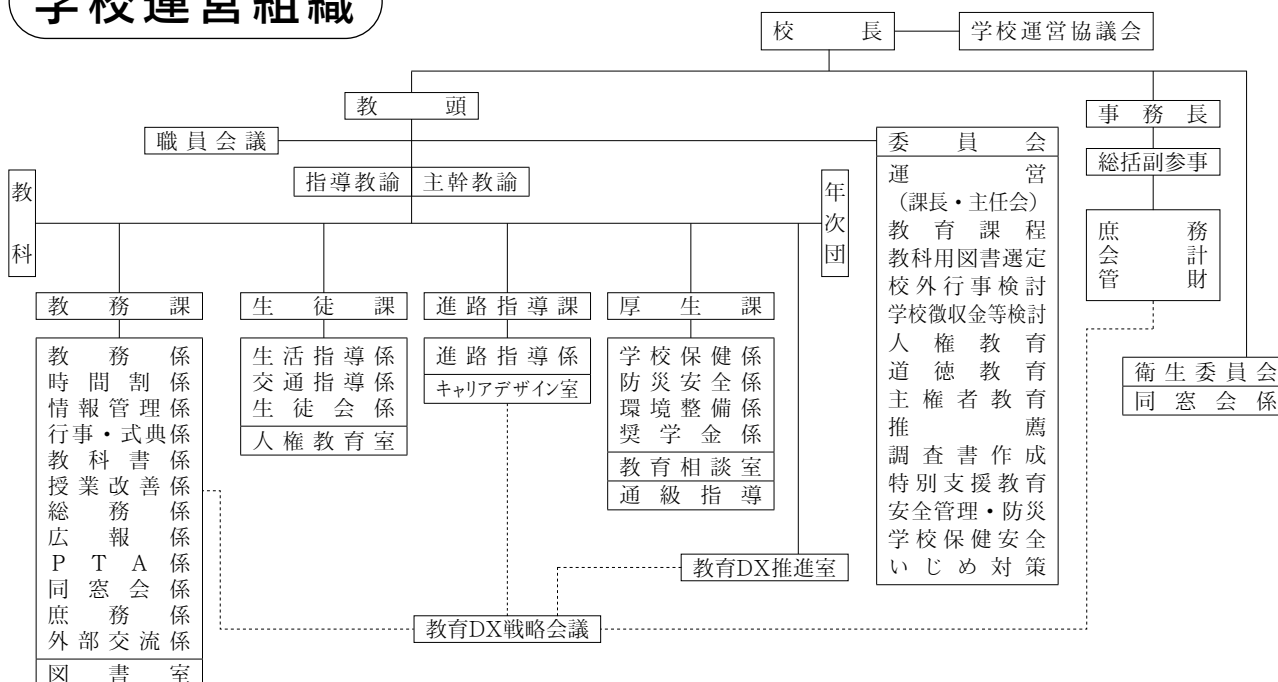 学校運営組織
校長
学校運営協議会
教頭
職員会議
指導教諭
主幹教諭
教科
年次団
教務課
教務係
時間割係
情報管理係
行事・式典係
教科書係
授業改善係
総務係
広報係
PTA係
同窓会係
庶務係
外部交流係
図書室
生徒課
生活指導係
交通指導係
生徒会係
人権教育室
進路指導課
進路指導係
キャリアデザイン室
厚生課
学校保健係
防災安全係
環境整備係
奨学金係
教育相談室
通級指導
教育DX推進室
教育DX戦略会議
委員会
運営
（課長・主任会）
教育課程
教科用図書選定
校外行事検討
学校徴収金等検討
人権教育
道徳教育
主権者教育
推薦
調査書作成
特別支援教育
安全管理・防災
学校保健安全
いじめ対策
事務長
総括副参事
庶務
会計
管財
衛生委員会
同窓会係